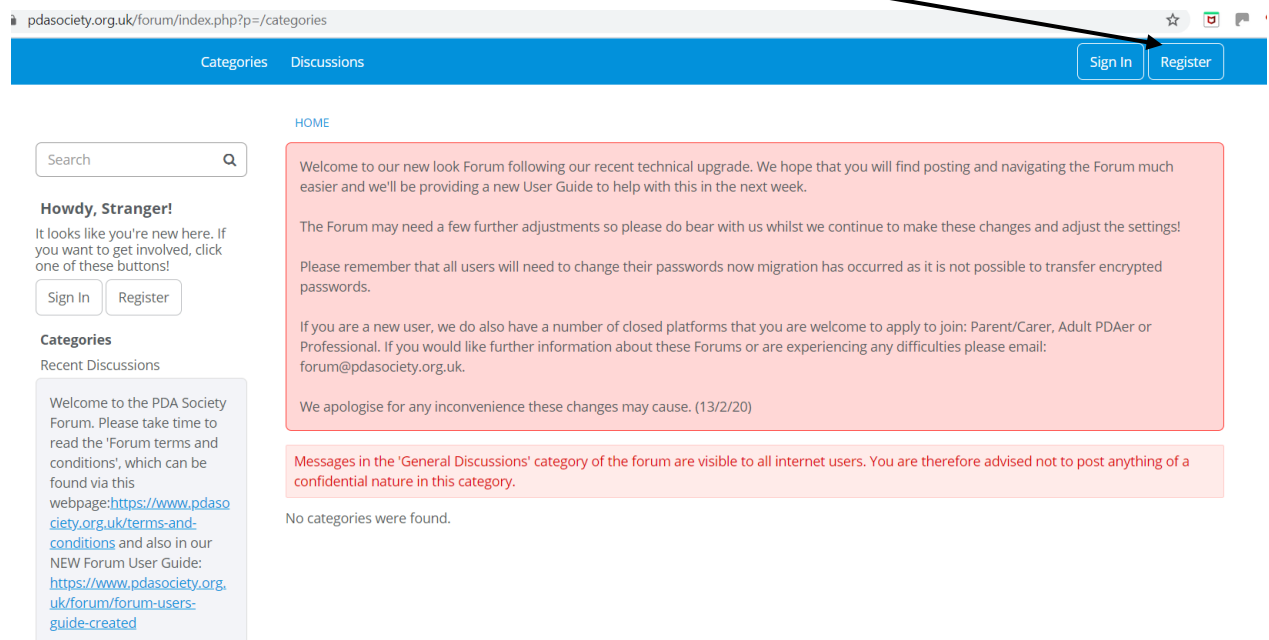 pdasociety.org.uk/forum/index.php?p=/categories
Categories Discussions
Sign In Register
HOME
Search
Howdy, Stranger!
It looks like you're new here. If
you want to get involved, click
one of these buttons!
Sign In Register
Categories
Recent Discussions
Welcome to the PDA Society
Forum. Please take time to
read the 'Forum terms and
conditions', which can be
found via this
webpage:https://www.pdaso
ciety.org.uk/terms-and-
conditions and also in our
NEW Forum User Guide:
https://www.pdasociety.org.
uk/forum/forum-users-
guide-created
Welcome to our new look Forum following our recent technical upgrade. We hope that you will find posting and navigating the Forum much
easier and we'll be providing a new User Guide to help with this in the next week.
The Forum may need a few further adjustments so please do bear with us whilst we continue to make these changes and adjust the settings!
Please remember that all users will need to change their passwords now migration has occurred as it is not possible to transfer encrypted
passwords.
If you are a new user, we do also have a number of closed platforms that you are welcome to apply to join: Parent/Carer, Adult PDAer or
Professional. If you would like further information about these Forums or are experiencing any difficulties please email:
forum@pdasociety.org.uk.
We apologise for any inconvenience these changes may cause. (13/2/20)
Messages in the 'General Discussions' category of the forum are visible to all internet users. You are therefore advised not to post anything of a
confidential nature in this category.
No categories were found.